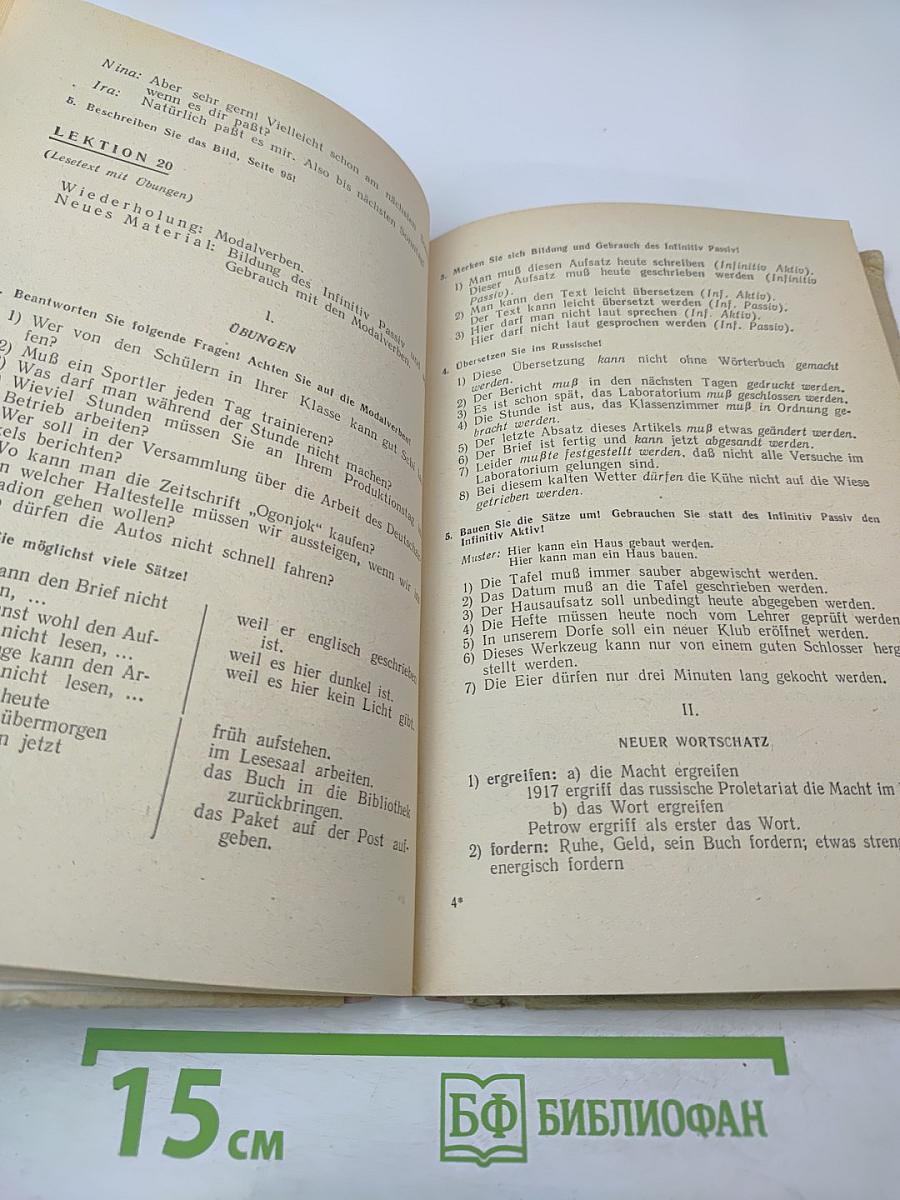 Nina: Aber sehr gern! Vielleicht schon am nächsten
wenn es dir paßt?
Ira: Natürlich paßt es mir. Also bis nächsten
5. Beschreiben Sie das Bild, Seite 95!
LEKTION 20
(Lesetext mit Übungen)
Wiederholung: Modalverben.
Neues Material: Bildung des Infinitiv Passiv und
Gebrauch mit den Modalverben.
I.
ÜBUNGEN
Beantworten Sie folgende Fragen! Achten Sie auf die Modalverben!
1) Wer von den Schülern in Ihrer Klasse kann gut
fen?
2) Muß ein Sportler jeden Tag trainieren?
Was darf man während der Stunde nicht machen?
Wieviel Stunden müssen Sie an Ihrem Produktionstag
Betrieb arbeiten?
Wer soll in der Versammlung über die Arbeit des
kels berichten?
Wo kann man die Zeitschrift „Ogonjok“ kaufen?
n welcher Haltestelle müssen wir aussteigen, wenn wir
adion gehen wollen?
dürfen die Autos nicht schnell fahren?
Sie möglichst viele Sätze!
ann den Brief nicht
n, ...
nst wohl den Auf-
nicht lesen, ...
ge kann den Ar-
nicht lesen, ...
heute
übermorgen
n jetzt
weil er englisch geschrieben
ist.
weil es hier dunkel ist.
weil es hier kein Licht gibt.
früh aufstehen.
im Lesesaal arbeiten.
das Buch in die Bibliothek
zurückbringen.
das Paket auf der Post auf-
geben.
3. Merken Sie sich Bildung und Gebrauch des Infinitiv Passiv!
1) Man muß diesen Aufsatz heute schreiben (Infinitiv Aktiv).
Dieser Aufsatz muß heute geschrieben werden (Infinitiv
Passiv).
2) Man kann den Text leicht übersetzen (Inf. Aktiv).
Der Text kann leicht übersetzt werden (Inf. Passiv).
3) Hier darf man nicht laut sprechen (Inf. Aktiv).
Hier darf nicht laut gesprochen werden (Inf. Passiv).
4. Übersetzen Sie ins Russische!
1) Diese Übersetzung kann nicht ohne Wörterbuch gemacht
werden.
2) Der Bericht muß in den nächsten Tagen gedruckt werden.
3) Es ist schon spät, das Laboratorium muß geschlossen werden.
4) Die Stunde ist aus, das Klassenzimmer muß in Ordnung ge-
bracht werden.
5) Der letzte Absatz dieses Artikels muß etwas geändert werden.
6) Der Brief ist fertig und kann jetzt abgesandt werden.
7) Leider mußte festgestellt werden, daß nicht alle Versuche im
Laboratorium gelungen sind.
8) Bei diesem kalten Wetter dürfen die Kühe nicht auf die Wiese
getrieben werden.
5. Bauen Sie die Sätze um! Gebrauchen Sie statt des Infinitiv Passiv den
Infinitiv Aktiv!
Muster: Hier kann ein Haus gebaut werden.
Hier kann man ein Haus bauen.
1) Die Tafel muß immer sauber abgewischt werden.
2) Das Datum muß an die Tafel geschrieben werden.
3) Der Hausaufsatz soll unbedingt heute abgegeben werden.
4) Die Hefte müssen heute noch vom Lehrer geprüft werden
5) In unserem Dorfe soll ein neuer Klub eröffnet werden.
6) Dieses Werkzeug kann nur von einem guten Schlosser herg
stellt werden.
7) Die Eier dürfen nur drei Minuten lang gekocht werden.
II.
NEUER WORTSCHATZ
1) ergreifen: a) die Macht ergreifen
1917 ergriff das russische Proletariat die Macht im
b) das Wort ergreifen
Petrow ergriff als erster das Wort.
2) fordern: Ruhe, Geld, sein Buch fordern; etwas streng
energisch fordern
4*
15 см
БФ БИБЛИОФАН